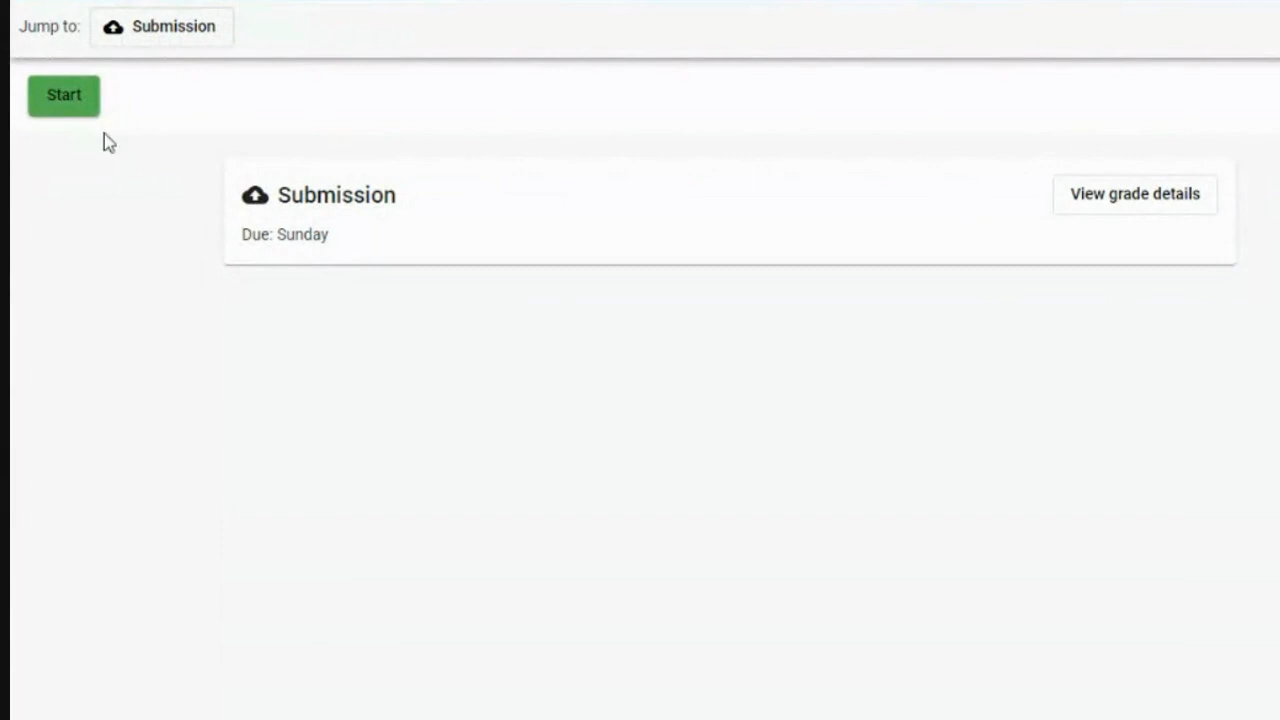 Jump to: Submission
Start
Submission
View grade details
Due: Sunday